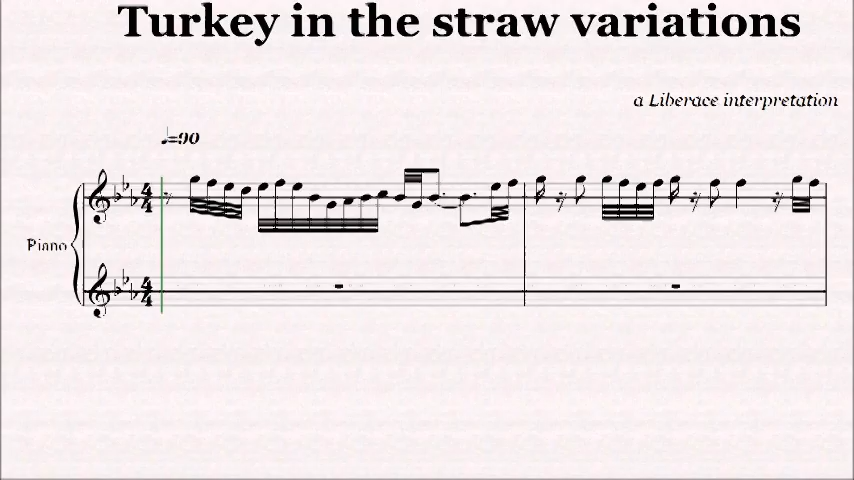 Turkey in the straw variations
a Liberace interpretation
♩=90
Piano